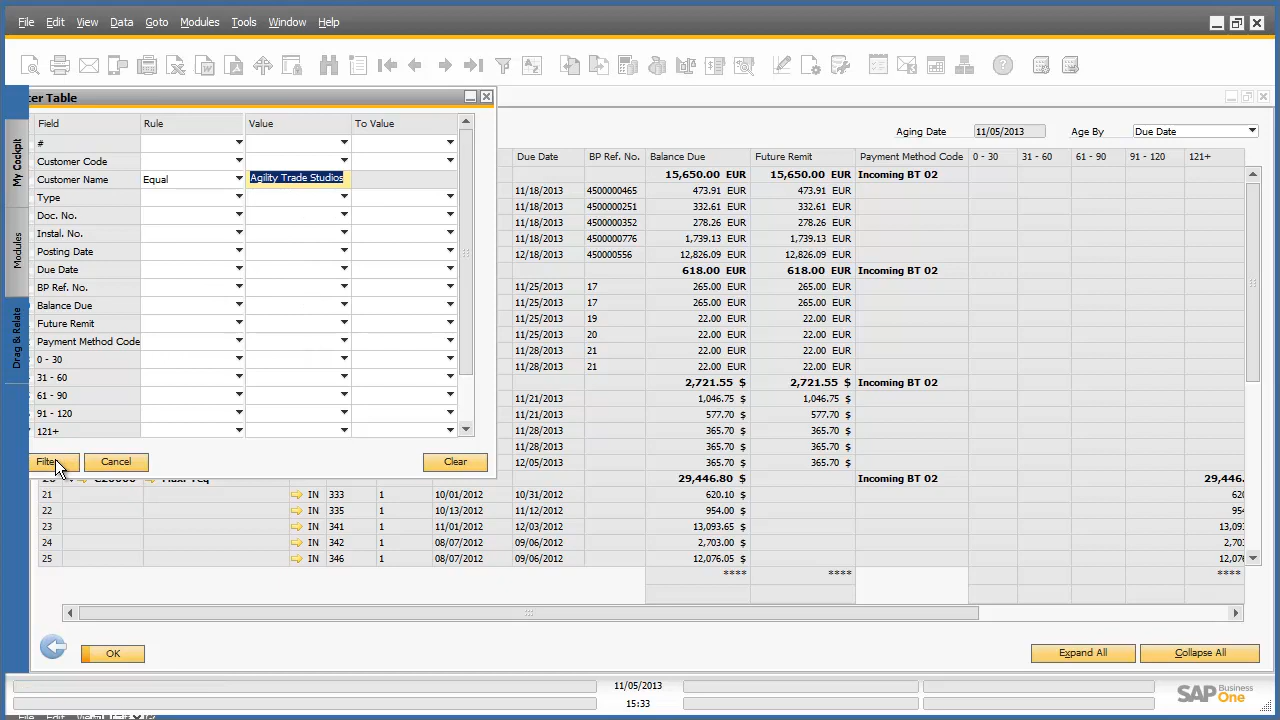 File Edit View Data Goto Modules Tools Window Help
er Table
Field Rule Value To Value
Aging Date 11/05/2013 Age By Due Date
My Cockpit
Modules
Drag & Relate
#
Customer Code
Customer Name Equal Agility Trade Studios
Type
Doc. No.
Instal. No.
Posting Date
Due Date
BP Ref. No.
Balance Due
Future Remit
Payment Method Code
0 - 30
31 - 60
61 - 90
91 - 120
121+
Filter Cancel Clear
Due Date BP Ref. No. Balance Due Future Remit Payment Method Code 0 - 30 31 - 60 61 - 90 91 - 120 121+
15,650.00 EUR 15,650.00 EUR Incoming BT 02
11/18/2013 4500000465 473.91 EUR 473.91 EUR
11/18/2013 4500000251 332.61 EUR 332.61 EUR
11/18/2013 4500000352 278.26 EUR 278.26 EUR
11/18/2013 4500000776 1,739.13 EUR 1,739.13 EUR
12/18/2013 450000556 12,826.09 EUR 12,826.09 EUR
618.00 EUR 618.00 EUR Incoming BT 02
11/25/2013 17 265.00 EUR 265.00 EUR
11/25/2013 17 265.00 EUR 265.00 EUR
11/25/2013 19 22.00 EUR 22.00 EUR
11/25/2013 20 22.00 EUR 22.00 EUR
11/28/2013 21 22.00 EUR 22.00 EUR
11/28/2013 21 22.00 EUR 22.00 EUR
2,721.55 $ 2,721.55 $ Incoming BT 02
11/21/2013 1,046.75 $ 1,046.75 $
11/21/2013 577.70 $ 577.70 $
11/28/2013 365.70 $ 365.70 $
11/28/2013 365.70 $ 365.70 $
12/05/2013 365.70 $ 365.70 $
29,446.80 $ Incoming BT 02 29,446.
21 IN 333 1 10/01/2012 10/31/2012 620.10 $ 620
22 IN 335 1 10/13/2012 11/12/2012 954.00 $ 954
23 IN 341 1 11/01/2012 12/03/2012 13,093.65 $ 13,093
24 IN 342 1 08/07/2012 09/06/2012 2,703.00 $ 2,703
25 IN 346 1 08/07/2012 09/06/2012 12,076.05 $ 12,076
**** **** ****
OK Expand All Collapse All
11/05/2013
15:33
SAP Business One
File Edit